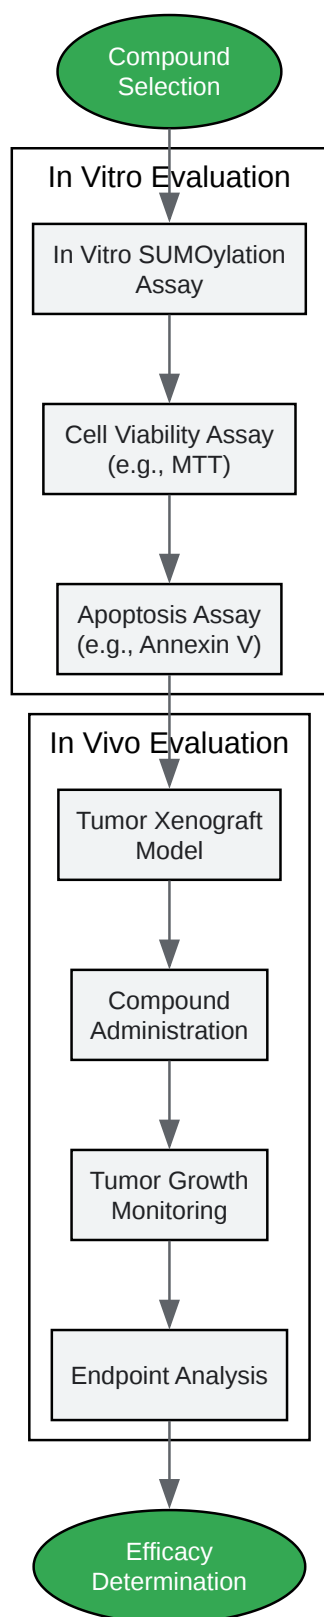 Compound
Selection
In Vitro Evaluation
In Vitro SUMOylation
Assay
Cell Viability Assay
(e.g., MTT)
Apoptosis Assay
(e.g., Annexin V)
In Vivo Evaluation
Tumor Xenograft
Model
Compound
Administration
Tumor Growth
Monitoring
Endpoint Analysis
Efficacy
Determination